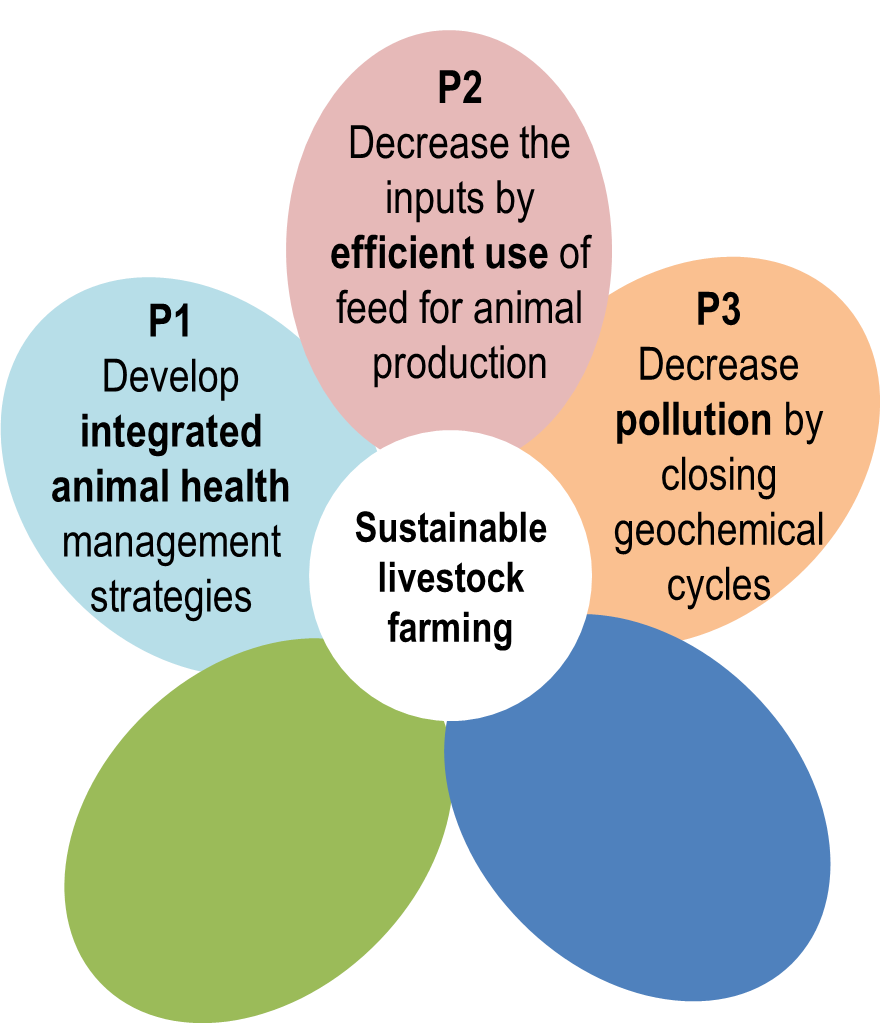 P2
Decrease the
inputs by
efficient use of
feed for animal
production
P1
Develop
integrated
animal health
management
strategies
P3
Decrease
pollution by
closing
geochemical
cycles
Sustainable
livestock
farming